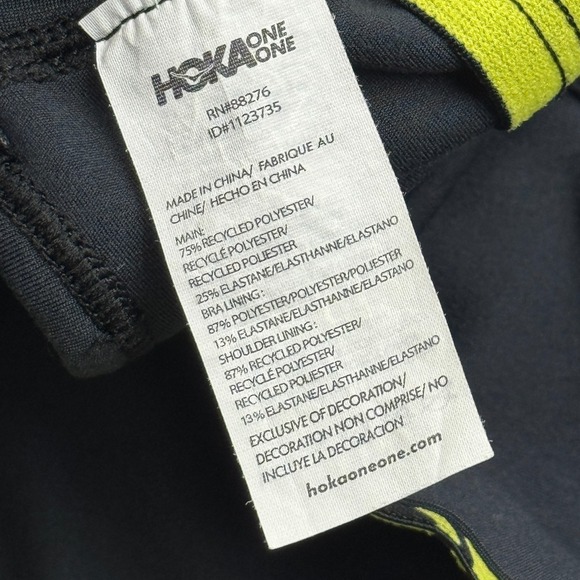 HOKA ONE ONE
RN#88276
ID#1123735
MADE IN CHINA/ FABRIQUE AU
CHINE/ HECHO EN CHINA
MAIN:
75% RECYCLED POLYESTER/
RECYCLÉ POLYESTER/
RECYCLED POLIESTER
25% ELASTANE/ELASTHANNE/ELASTANO
BRA LINING:
87% POLYESTER/POLYESTER/POLIESTER
13% ELASTANE/ELASTHANNE/ELASTANO
SHOULDER LINING:
87% RECYCLED POLYESTER/
RECYCLÉ POLYESTER/
RECYCLED POLIESTER
13% ELASTANE/ELASTHANNE/ELASTANO
EXCLUSIVE OF DECORATION/
DECORATION NON COMPRISE/ NO
INCLUYE LA DECORACION
hokaoneone.com